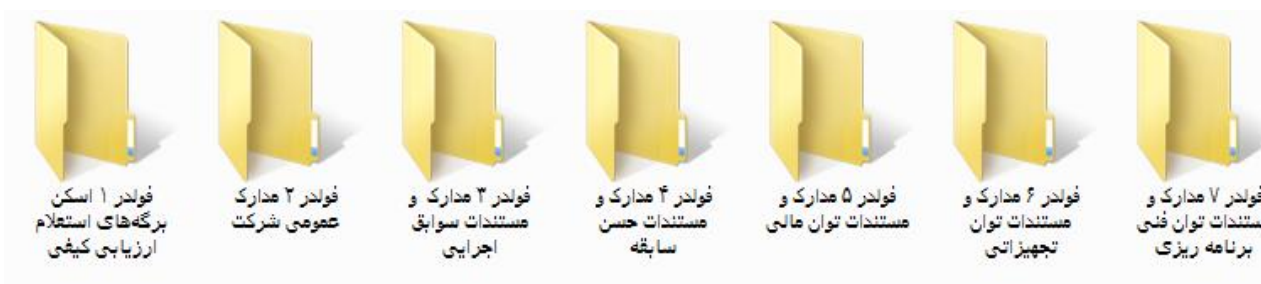 فولدر ۱ اسکن
برگه‌های استعلام
ارزیابی کیفی
فولدر ۲ مدارک
عمومی شرکت
فولدر ۳ مدارک و
مستندات سوابق
اجرایی
فولدر ۴ مدارک و
مستندات حسن
سابقه
فولدر ۵ مدارک و
مستندات توان مالی
فولدر ۶ مدارک و
مستندات توان
تجهیزاتی
فولدر ۷ مدارک و
ستندات توان فنی
برنامه ریزی